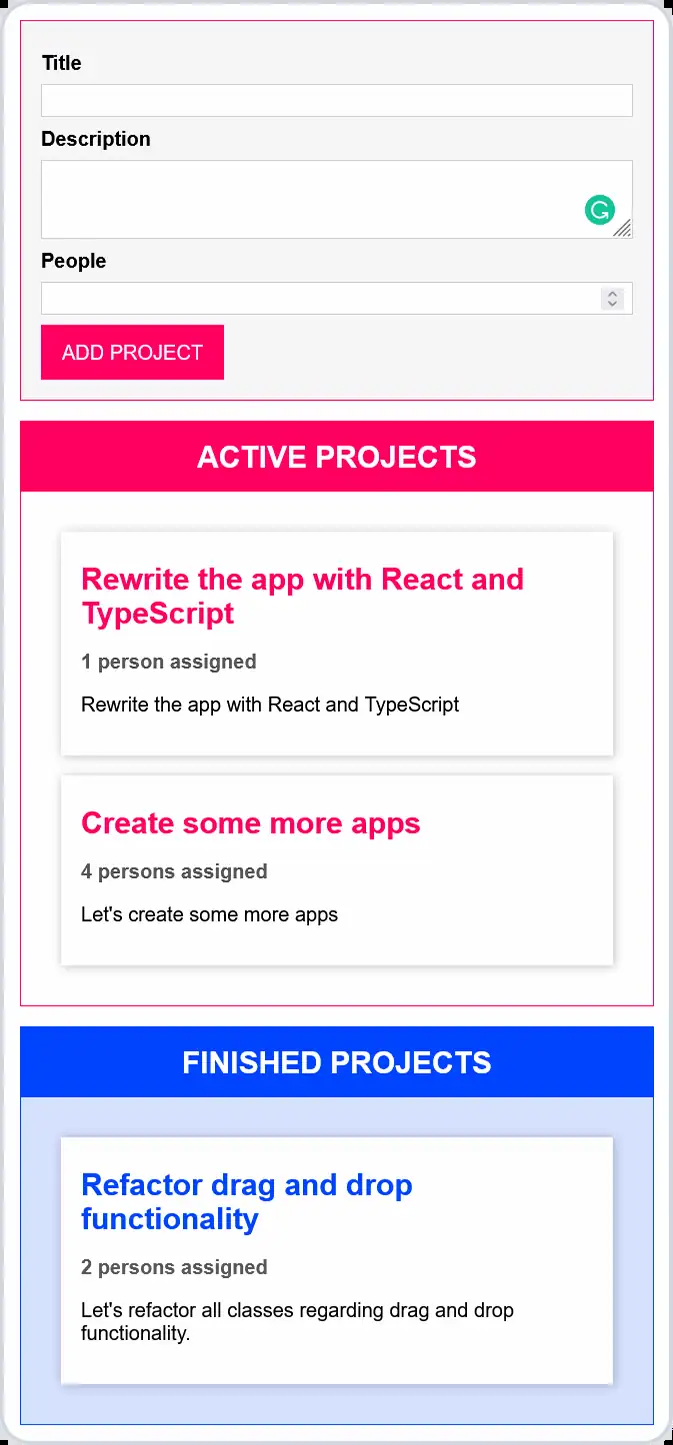 Title
Description
People
ADD PROJECT
ACTIVE PROJECTS
Rewrite the app with React and
TypeScript
1 person assigned
Rewrite the app with React and TypeScript
Create some more apps
4 persons assigned
Let's create some more apps
FINISHED PROJECTS
Refactor drag and drop
functionality
2 persons assigned
Let's refactor all classes regarding drag and drop
functionality.